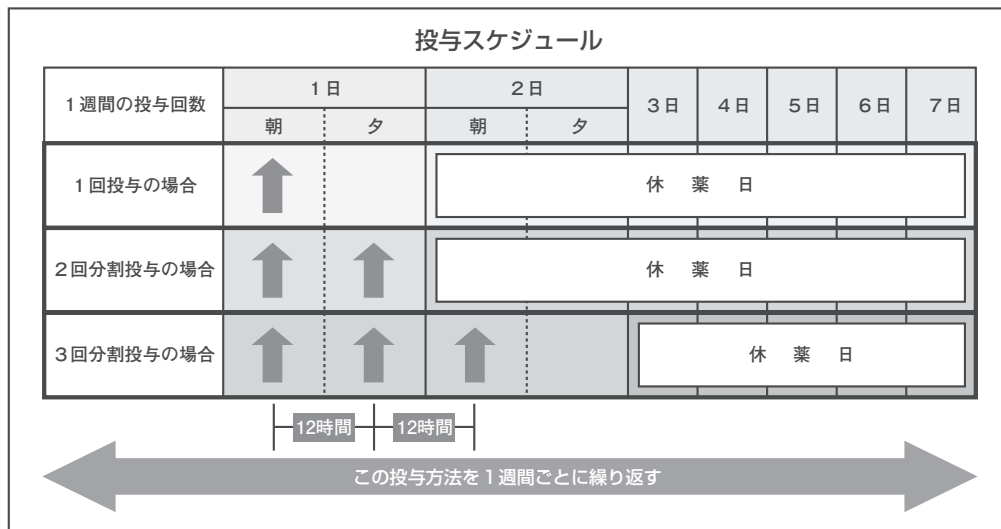 投与スケジュール
1週間の投与回数
1日
2日
3日
4日
5日
6日
7日
朝
夕
朝
夕
1回投与の場合
休 薬 日
2回分割投与の場合
休 薬 日
3回分割投与の場合
休 薬 日
12時間
12時間
この投与方法を1週間ごとに繰り返す